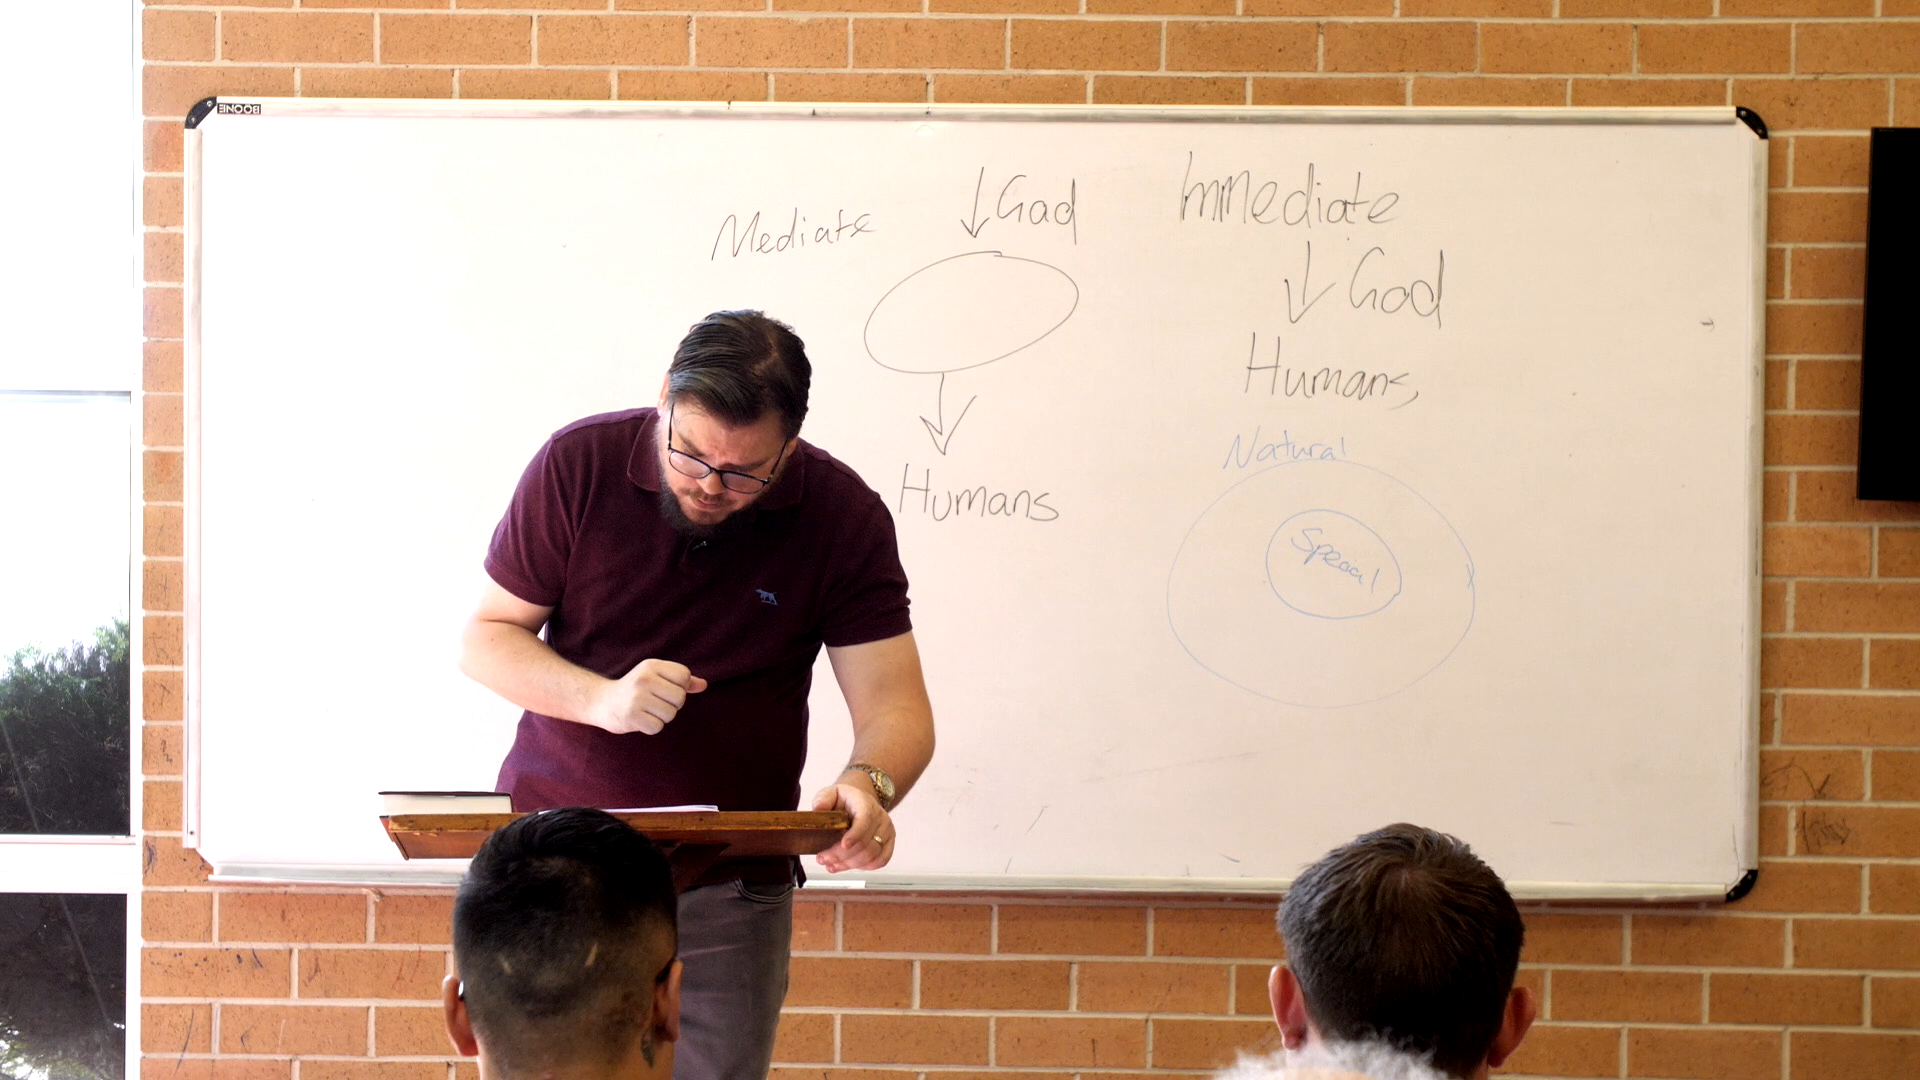 BOONE
Mediate
↓ God
Humans
Immediate
↓ God
Humans,
Natural
Special